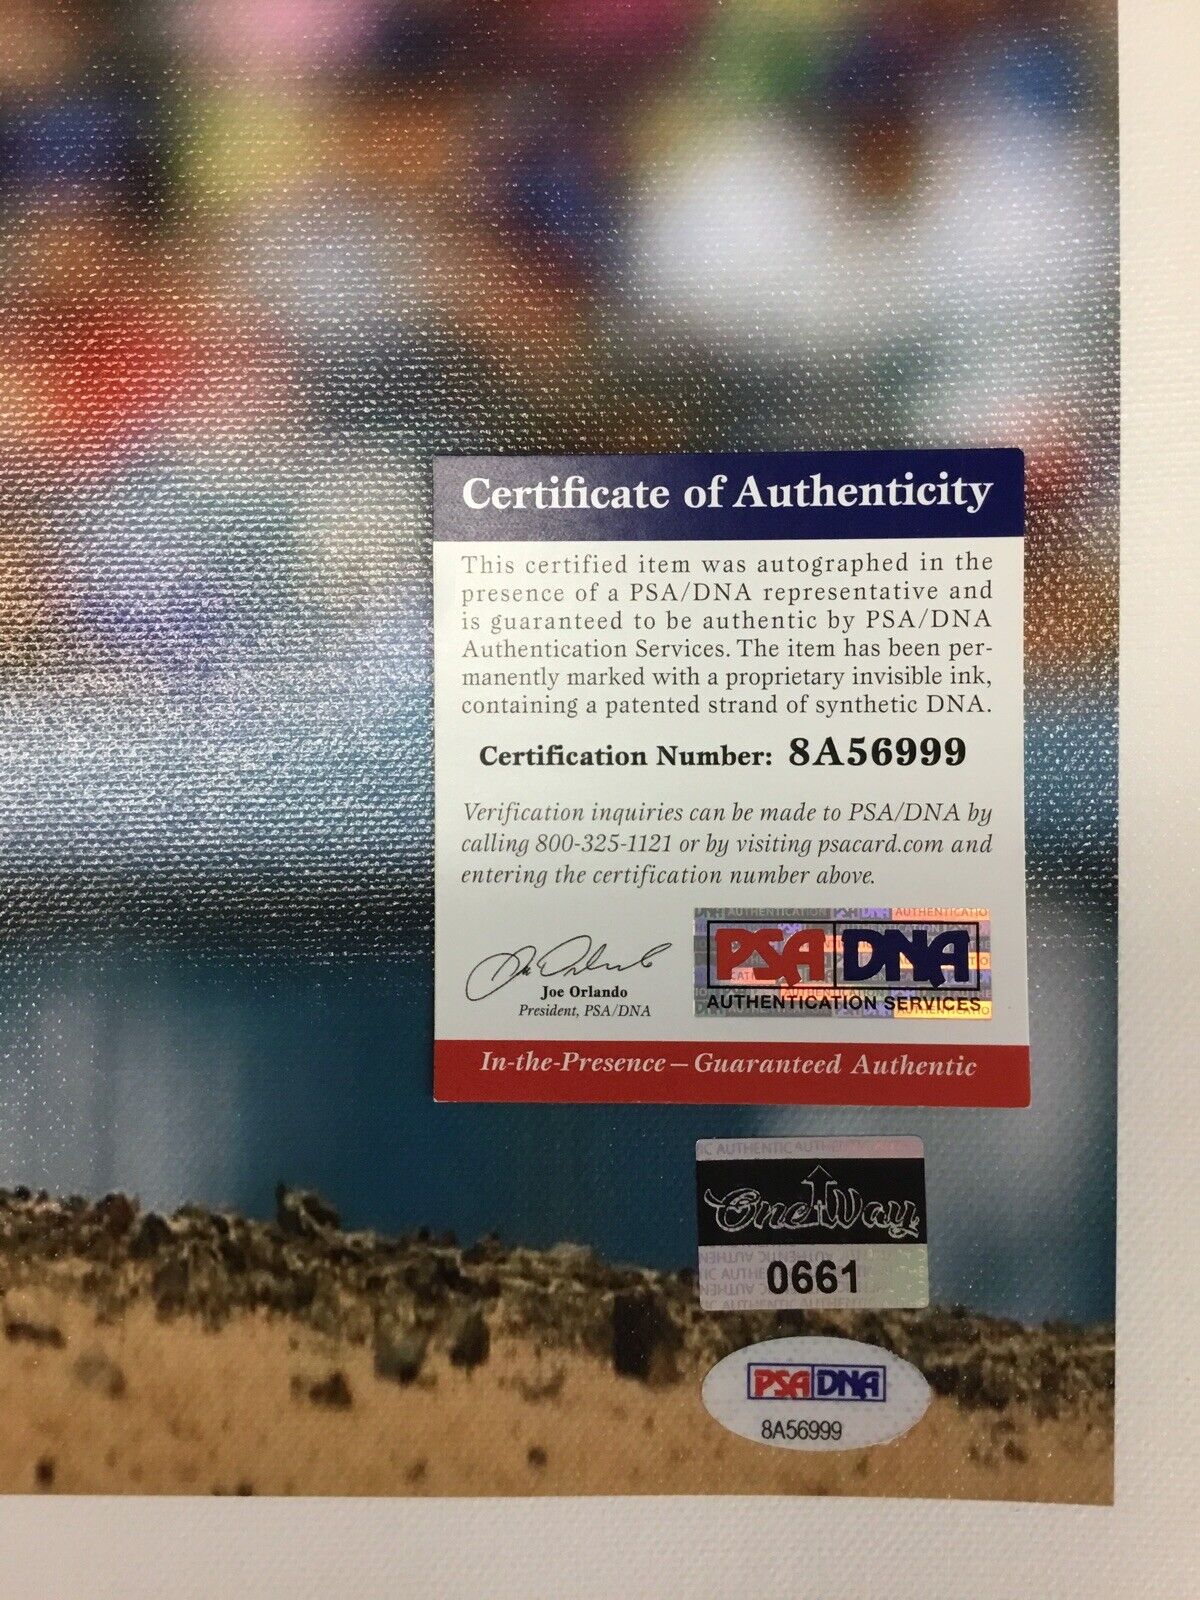 Certificate of Authenticity
This certified item was autographed in the
presence of a PSA/DNA representative and
is guaranteed to be authentic by PSA/DNA
Authentication Services. The item has been per-
manently marked with a proprietary invisible ink,
containing a patented strand of synthetic DNA.
Certification Number: 8A56999
Verification inquiries can be made to PSA/DNA by
calling 800-325-1121 or by visiting psacard.com and
entering the certification number above.
PSA DNA
AUTHENTICATION SERVICES
Joe Orlando
President, PSA/DNA
In-the-Presence – Guaranteed Authentic
One Way
0661
PSA DNA
8A56999